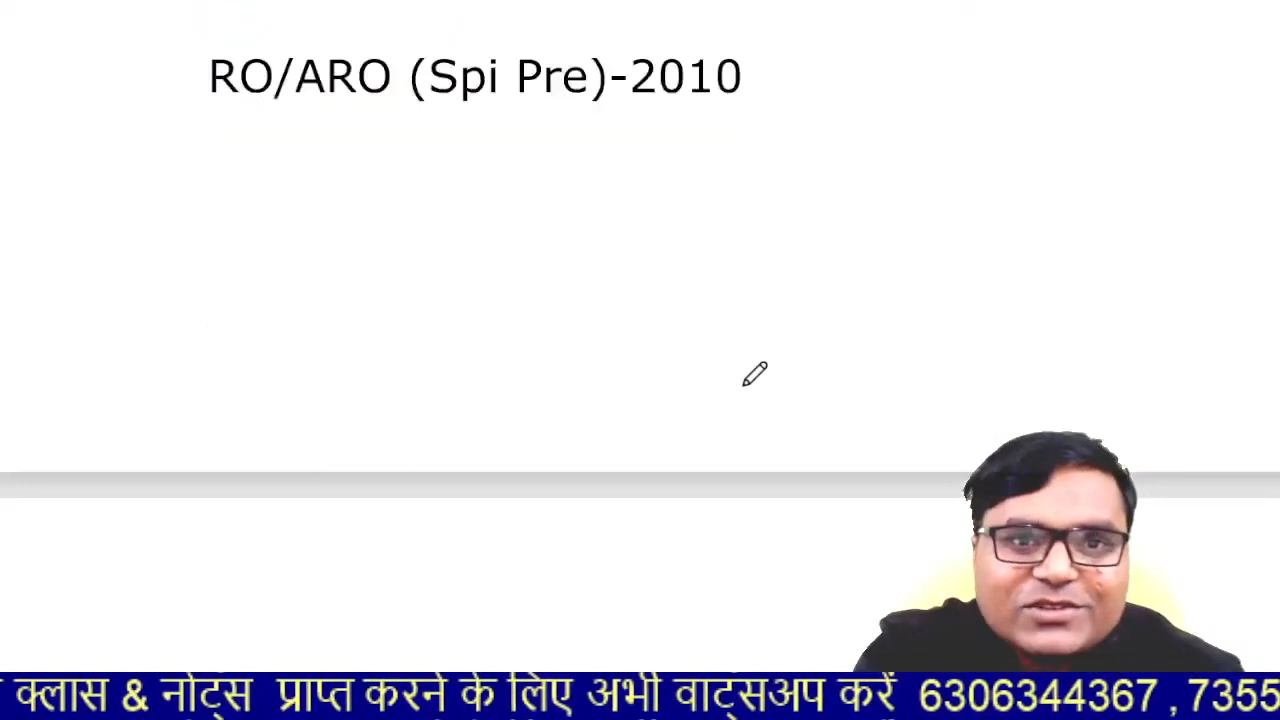 RO/ARO (Spi Pre)-2010
क्लास & नोट्स प्राप्त करने के लिए अभी वाट्सअप करें 6306344367 , 7355